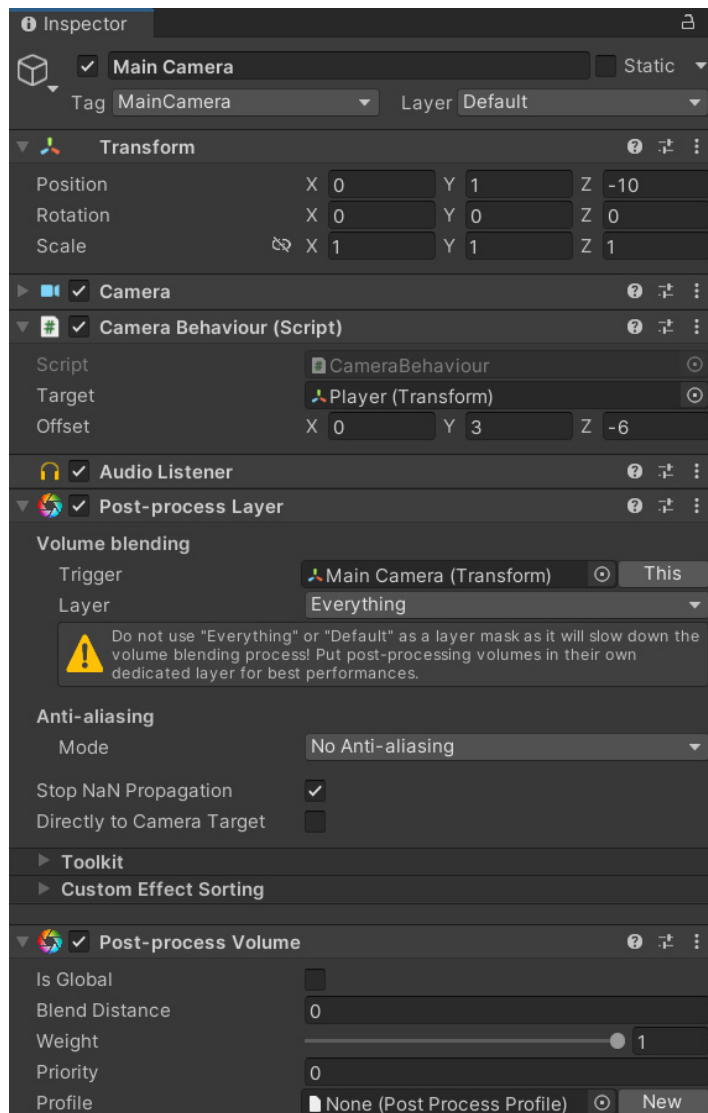 Inspector
Main Camera Static
Tag MainCamera Layer Default
Transform
Position X 0 Y 1 Z -10
Rotation X 0 Y 0 Z 0
Scale X 1 Y 1 Z 1
Camera
# Camera Behaviour (Script)
Script # CameraBehaviour
Target Player (Transform)
Offset X 0 Y 3 Z -6
Audio Listener
Post-process Layer
Volume blending
Trigger Main Camera (Transform) This
Layer Everything
Do not use "Everything" or "Default" as a layer mask as it will slow down the
volume blending process! Put post-processing volumes in their own
dedicated layer for best performances.
Anti-aliasing
Mode No Anti-aliasing
Stop NaN Propagation
Directly to Camera Target
Toolkit
Custom Effect Sorting
Post-process Volume
Is Global
Blend Distance 0
Weight 1
Priority 0
Profile None (Post Process Profile) New